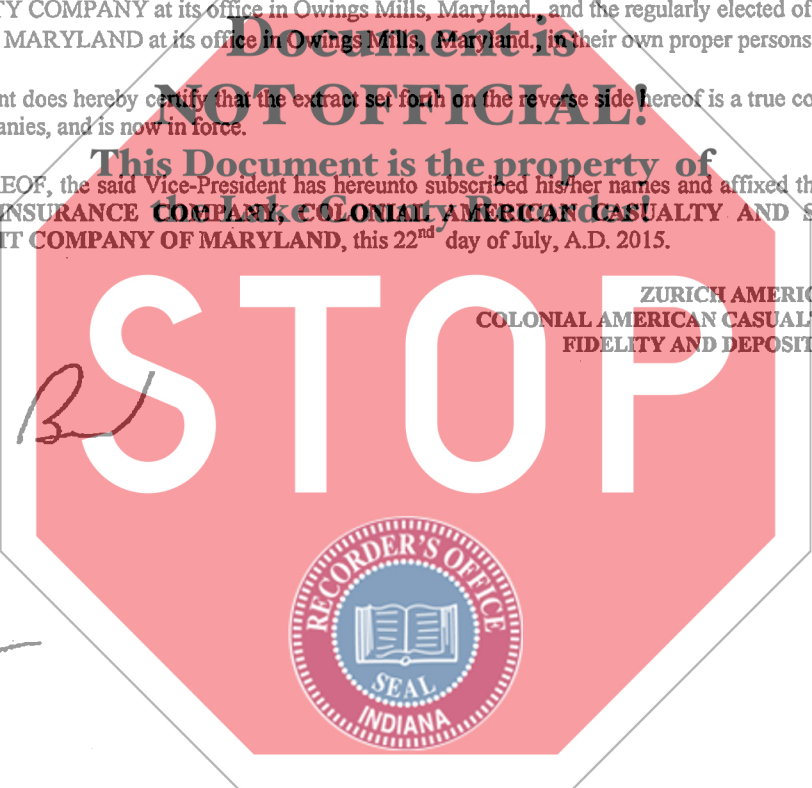 TY COMPANY at its office in Owings Mills, Maryland., and the regularly elected of
MARYLAND at its office in Owings Mills, Maryland., in their own proper persons
Document is
NOT OFFICIAL!
nt does hereby certify that the extract set forth on the reverse side hereof is a true co
anies, and is now in force.
This Document is the property of
the Lake County Recorder!
EOF, the said Vice-President has hereunto subscribed his/her names and affixed th
INSURANCE COMPANY, COLONIAL AMERICAN CASUALTY AND S
IT COMPANY OF MARYLAND, this 22nd day of July, A.D. 2015.
ZURICH AMERIC
COLONIAL AMERICAN CASUALT
FIDELITY AND DEPOSIT
STOP
RECORDER'S OFFICE
SEAL
INDIANA